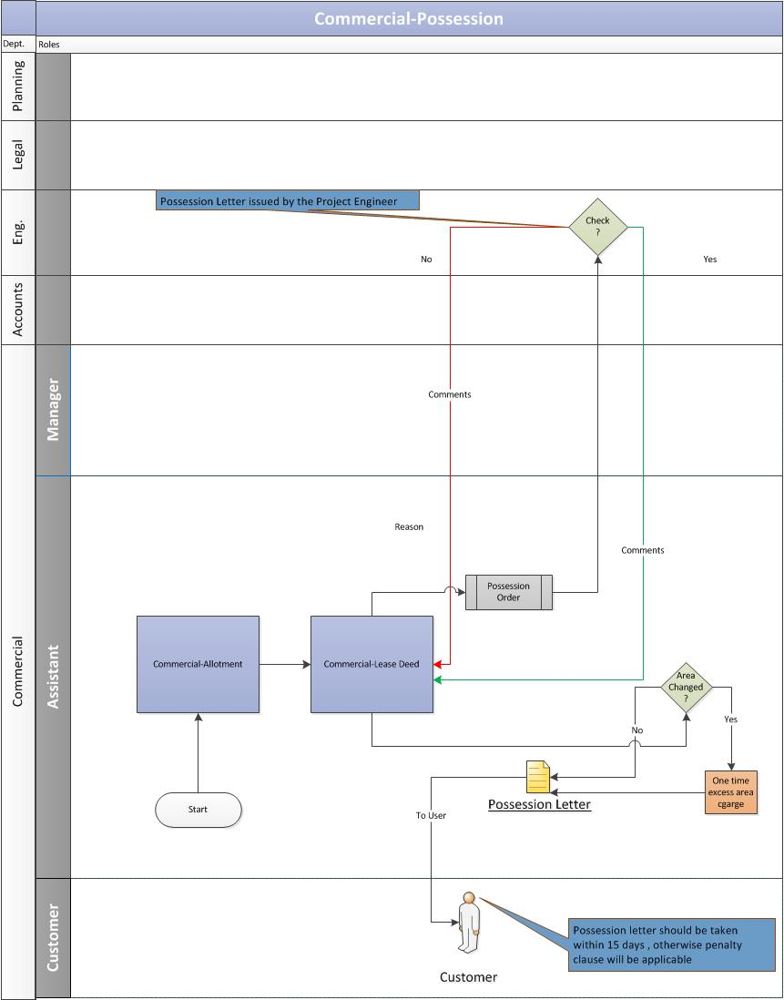 Commercial-Possession
Dept.
Roles
Planning
Legal
Eng.
Possession Letter issued by the Project Engineer
Check
?
No
Yes
Accounts
Manager
Comments
Commercial
Assistant
Reason
Comments
Possession
Order
Commercial-Allotment
Commercial-Lease Deed
Area
Changed
?
No
Yes
One time
excess area
cgarge
Start
Possession Letter
To User
Customer
Possession letter should be taken
within 15 days , otherwise penalty
clause will be applicable
Customer